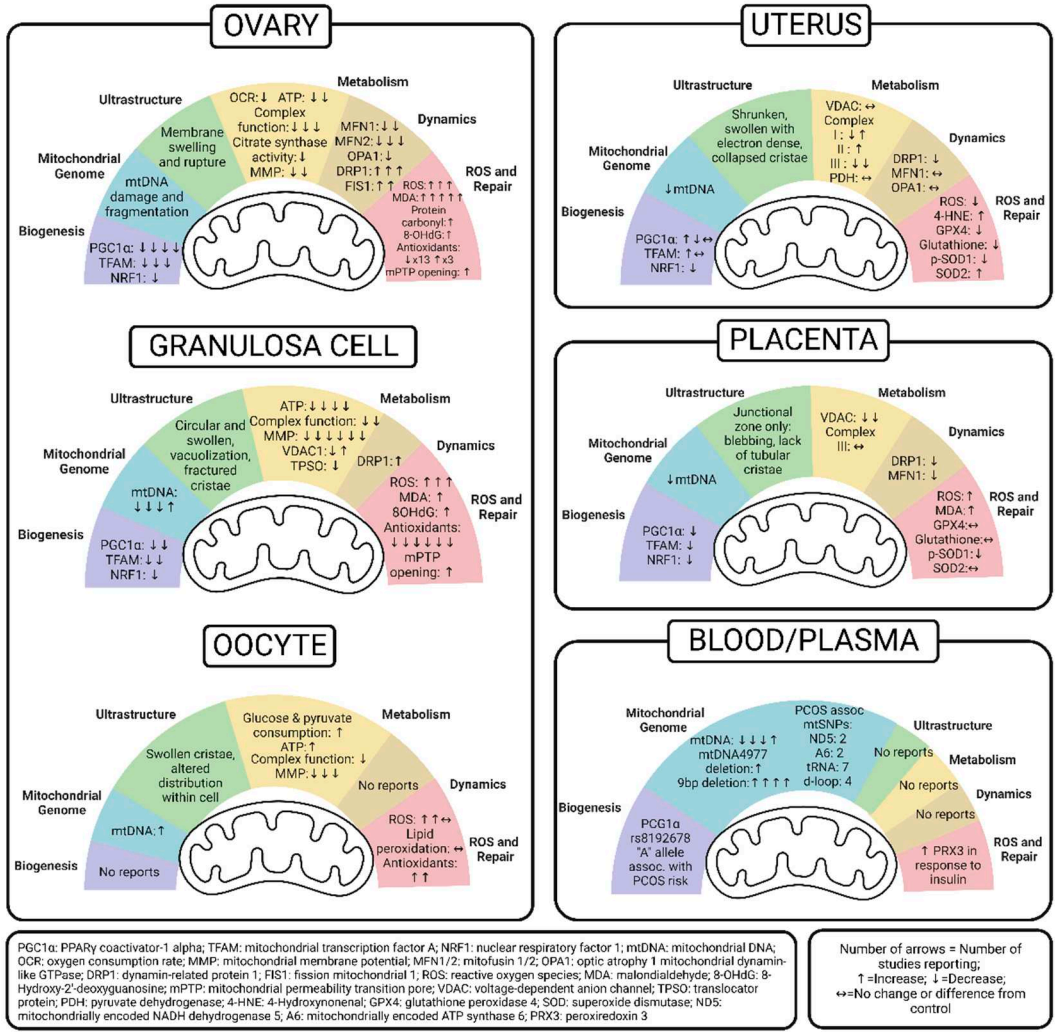 OVARY
Metabolism
Ultrastructure
OCR:↓ ATP: ↓↓
Complex
function:↓↓↓
Citrate synthase
activity:↓
MMP: ↓↓
Dynamics
Membrane
swelling
and rupture
MFN1:↓↓
MFN2: ↓↓↓
OPA1: ↓
DRP1:↑↑↑
FIS1:↑↑
Mitochondrial
Genome
ROS and
Repair
mtDNA
damage and
fragmentation
ROS:↑↑↑
MDA:↑↑↑↑↑
Protein
carbonyl:↑
8-OHdG:↑
Antioxidants:
↓x13 ↑x3
mPTP opening: ↑
Biogenesis
PGC1α: ↓↓↓↓
TFAM: ↓↓↓
NRF1: ↓
GRANULOSA CELL
Ultrastructure
Metabolism
ATP:↓↓↓↓
Complex function: ↓↓
MMP:↓↓↓↓↓↓
VDAC1:↓↑
TPSO: ↓
Circular and
swollen,
vacuolization,
fractured
cristae
Dynamics
DRP1:↑
Mitochondrial
Genome
mtDNA:
↓↓↓↑
ROS and
Repair
ROS: ↑↑↑
MDA: ↑
8OHdG: ↑
Antioxidants:
↓↓↓↓↓↓
mPTP
opening: ↑
Biogenesis
PGC1α: ↓↓
TFAM:↓↓
NRF1: ↓
OOCYTE
Ultrastructure
Metabolism
Glucose & pyruvate
consumption: ↑
ATP:↑
Complex function: ↓
MMP:↓↓↓
Swollen cristae,
altered
distribution
within cell
Dynamics
No reports
Mitochondrial
Genome
mtDNA:↑
ROS and
Repair
ROS: ↑↑↔
Lipid
peroxidation: ↔
Antioxidants:
↑↑
Biogenesis
No reports
UTERUS
Metabolism
Ultrastructure
VDAC: ↔
Complex
I : ↓↑
II : ↑
III : ↓↓
PDH: ↔
Shrunken,
swollen with
electron dense,
collapsed cristae
Dynamics
DRP1: ↓
MFN1: ↔
OPA1: ↔
Mitochondrial
Genome
↓mtDNA
ROS and
Repair
ROS: ↓
4-HNE: ↑
GPX4: ↓
Glutathione: ↓
p-SOD1: ↓
SOD2: ↑
Biogenesis
PGC1α: ↑↓↔
TFAM: ↑↔
NRF1: ↓
PLACENTA
Ultrastructure
Metabolism
VDAC: ↓↓
Complex
III: ↔
Junctional
zone only:
blebbing, lack
of tubular
cristae
Dynamics
DRP1: ↓
MFN1: ↓
Mitochondrial
Genome
↓mtDNA
ROS and
Repair
ROS:↑
MDA:↑
GPX4:↔
Glutathione:↔
p-SOD1:↓
SOD2:↔
Biogenesis
PGC1α: ↓
TFAM: ↓
NRF1: ↓
BLOOD/PLASMA
Mitochondrial
Genome
mtDNA: ↓↓↓↑
mtDNA4977
deletion:↑
9bp deletion:↑↑↑↑
PCOS assoc
mtSNPs:
ND5: 2
A6: 2
tRNA: 7
d-loop: 4
Ultrastructure
No reports
Metabolism
No reports
Dynamics
No reports
Biogenesis
PCG1α
rs8192678
"A" allele
assoc. with
PCOS risk
ROS and
Repair
↑ PRX3 in
response to
insulin
PGC1α: PPARγ coactivator-1 alpha; TFAM: mitochondrial transcription factor A; NRF1: nuclear respiratory factor 1; mtDNA: mitochondrial DNA;
OCR: oxygen consumption rate; MMP: mitochondrial membrane potential; MFN1/2: mitofusin 1/2; OPA1: optic atrophy 1 mitochondrial dynamin-
like GTPase; DRP1: dynamin-related protein 1; FIS1: fission mitochondrial 1; ROS: reactive oxygen species; MDA: malondialdehyde; 8-OHdG: 8-
Hydroxy-2'-deoxyguanosine; mPTP: mitochondrial permeability transition pore; VDAC: voltage-dependent anion channel; TPSO: translocator
protein; PDH: pyruvate dehydrogenase; 4-HNE: 4-Hydroxynonenal; GPX4: glutathione peroxidase 4; SOD: superoxide dismutase; ND5:
mitochondrially encoded NADH dehydrogenase 5; A6: mitochondrially encoded ATP synthase 6; PRX3: peroxiredoxin 3
Number of arrows = Number of
studies reporting;
↑=Increase; ↓=Decrease;
↔=No change or difference from
control